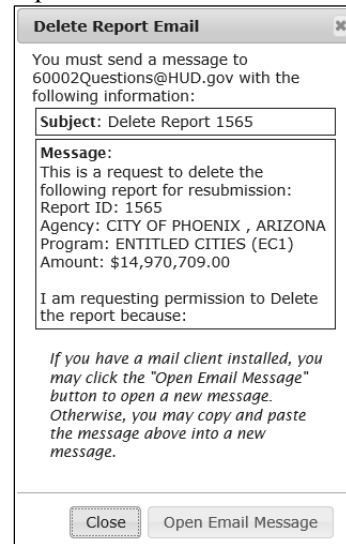 Delete Report Email
You must send a message to
60002Questions@HUD.gov with the
following information:
Subject: Delete Report 1565
Message:
This is a request to delete the
following report for resubmission:
Report ID: 1565
Agency: CITY OF PHOENIX , ARIZONA
Program: ENTITLED CITIES (EC1)
Amount: $14,970,709.00
I am requesting permission to Delete
the report because:
If you have a mail client installed, you
may click the "Open Email Message"
button to open a new message.
Otherwise, you may copy and paste
the message above into a new
message.
Close
Open Email Message